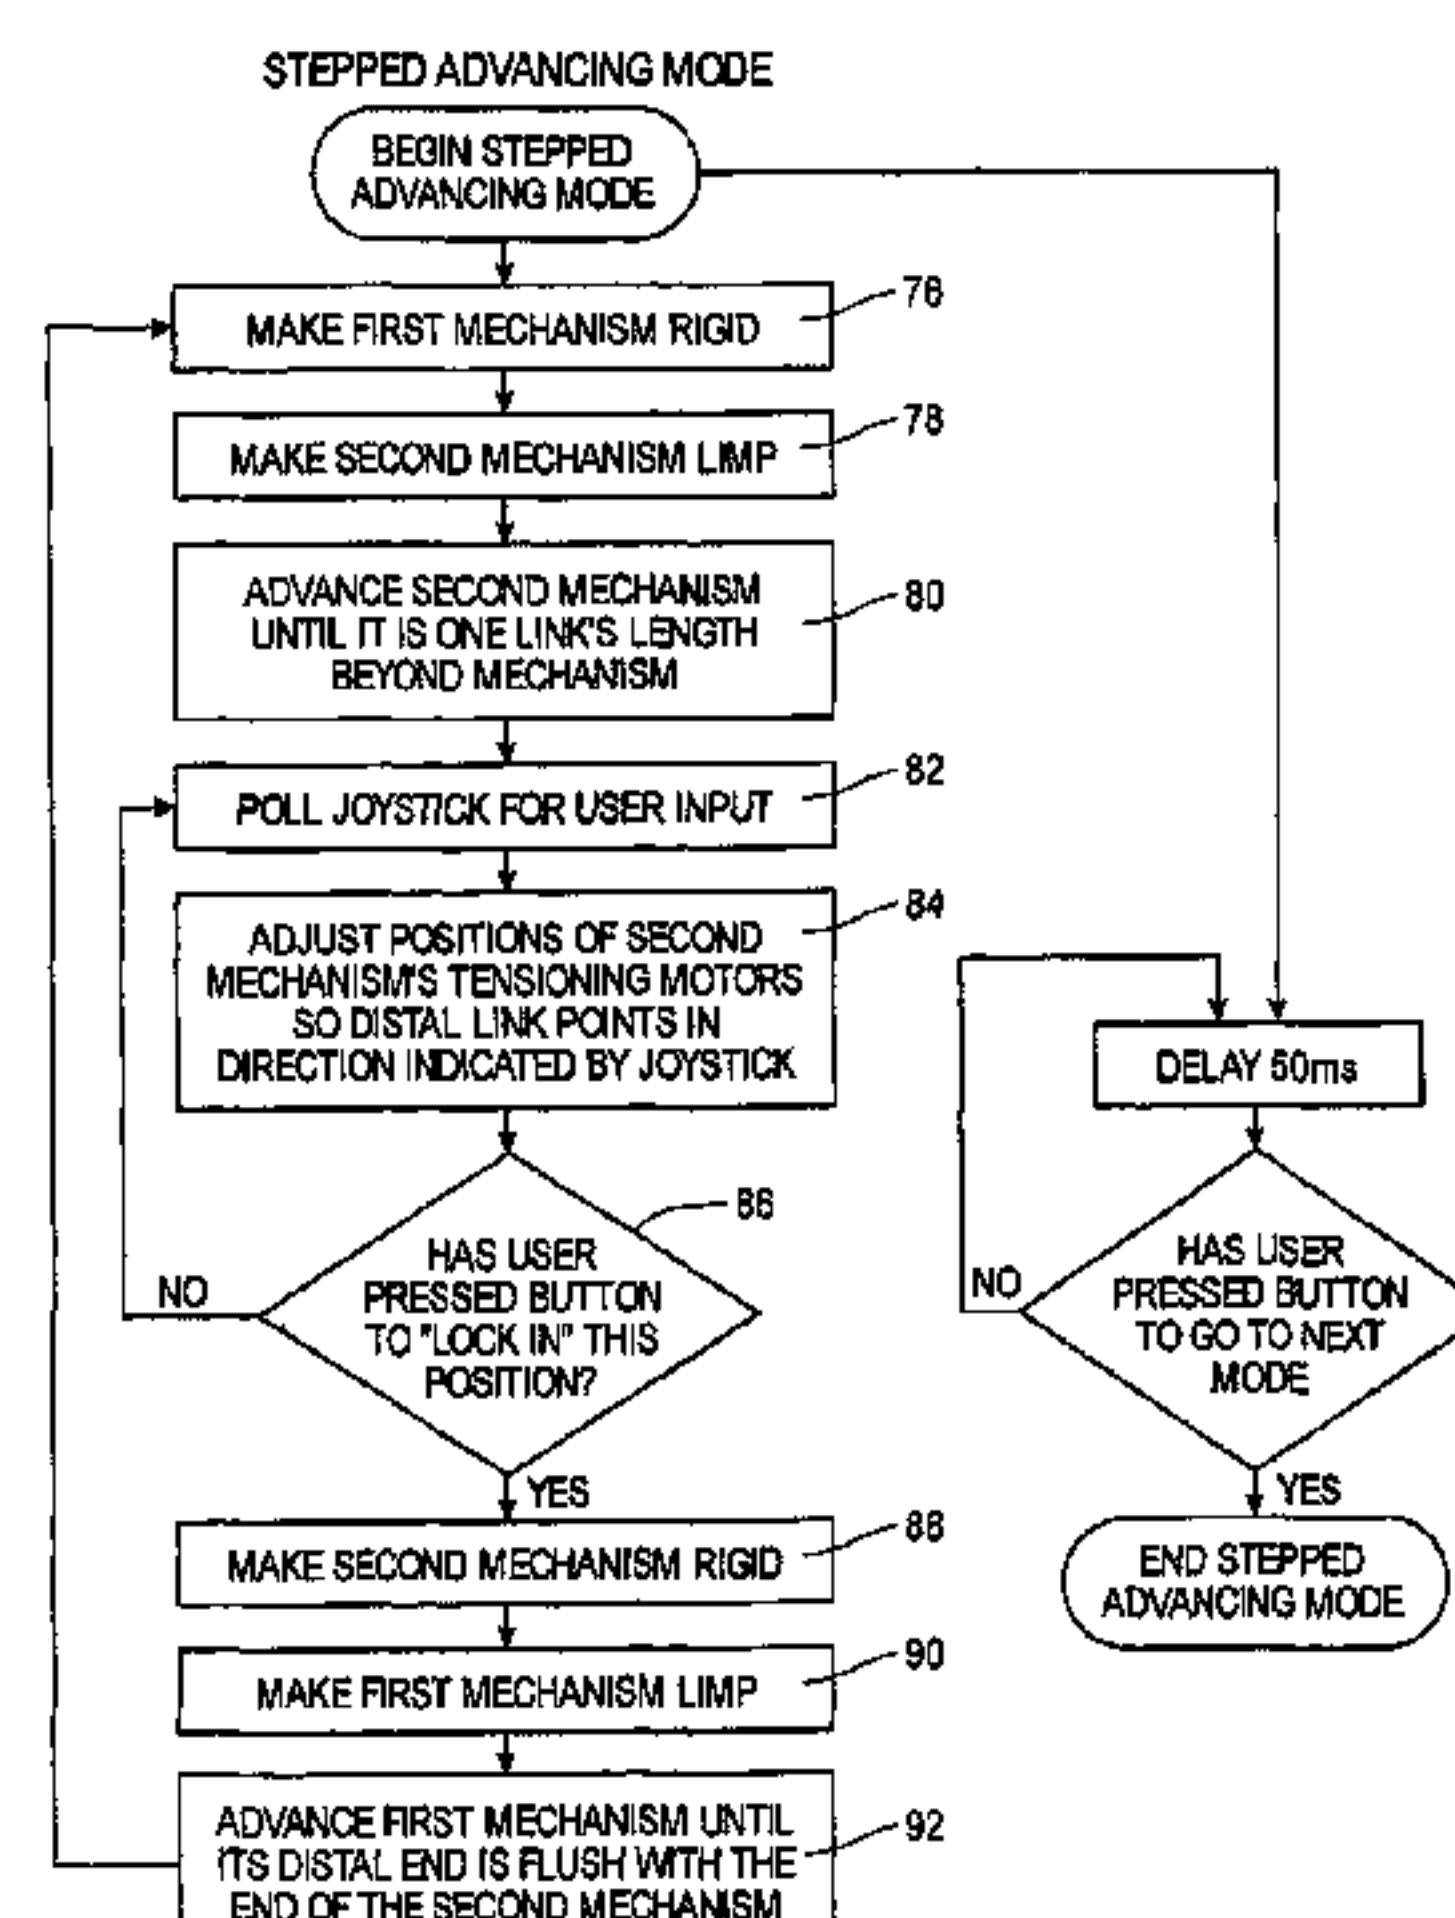 STEPPED ADVANCING MODE
BEGIN STEPPED
ADVANCING MODE
MAKE FIRST MECHANISM RIGID
76
MAKE SECOND MECHANISM LIMP
78
ADVANCE SECOND MECHANISM
UNTIL IT IS ONE LINK'S LENGTH
BEYOND MECHANISM
80
POLL JOYSTICK FOR USER INPUT
82
ADJUST POSITIONS OF SECOND
MECHANISM'S TENSIONING MOTORS
SO DISTAL LINK POINTS IN
DIRECTION INDICATED BY JOYSTICK
84
HAS USER
PRESSED BUTTON
TO "LOCK IN" THIS
POSITION?
86
NO
YES
MAKE SECOND MECHANISM RIGID
88
MAKE FIRST MECHANISM LIMP
90
ADVANCE FIRST MECHANISM UNTIL
ITS DISTAL END IS FLUSH WITH THE
END OF THE SECOND MECHANISM
92
DELAY 50ms
HAS USER
PRESSED BUTTON
TO GO TO NEXT
MODE
NO
YES
END STEPPED
ADVANCING MODE